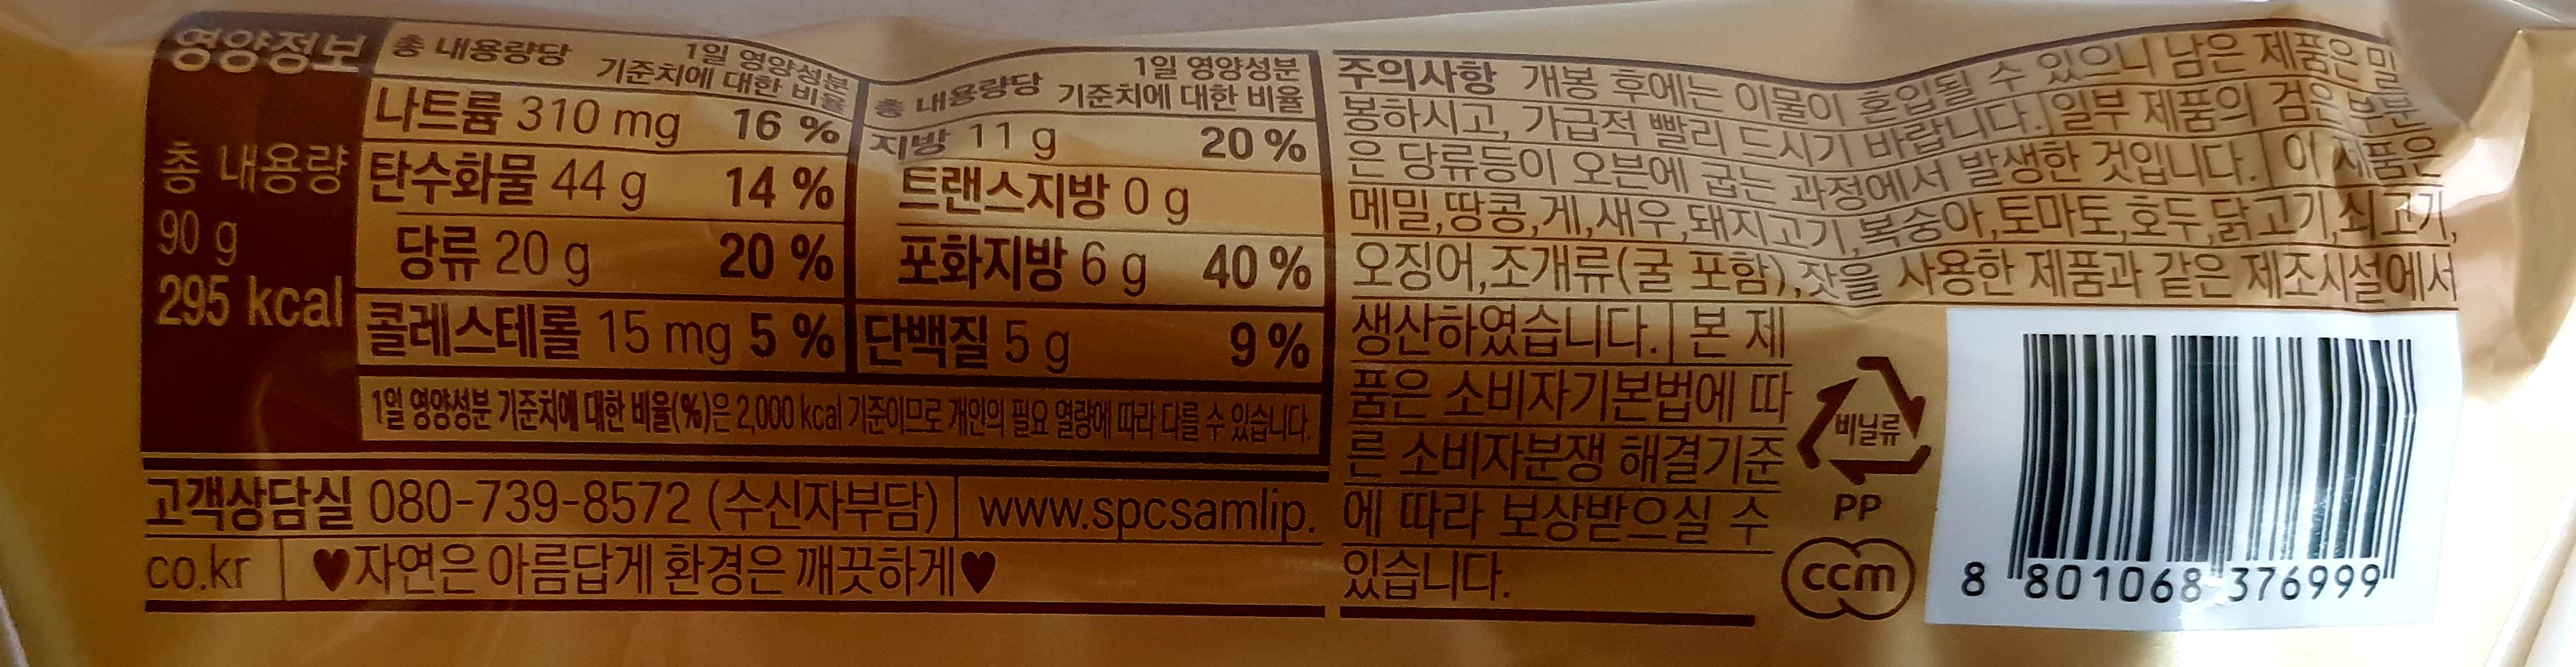 영양정보
총 내용량
90 g
295 kcal
총 내용량당 1일 영양성분 기준치에 대한 비율
나트륨 310 mg 16 %
탄수화물 44 g 14 %
당류 20 g 20 %
콜레스테롤 15 mg 5 %
총 내용량당 1일 영양성분 기준치에 대한 비율
지방 11 g 20 %
트랜스지방 0 g
포화지방 6 g 40 %
단백질 5 g 9 %
1일 영양성분 기준치에 대한 비율(%)은 2,000 kcal 기준이므로 개인의 필요 열량에 따라 다를 수 있습니다.
고객상담실 080-739-8572 (수신자부담) | www.spcsamlip.
co.kr | ♥자연은 아름답게 환경은 깨끗하게♥
주의사항 개봉 후에는 이물이 혼입될 수 있으니 남은 제품은 밀
봉하시고, 가급적 빨리 드시기 바랍니다. | 일부 제품의 검은 부분
은 당류등이 오븐에 굽는 과정에서 발생한 것입니다. | 이 제품은
메밀,땅콩,게,새우,돼지고기,복숭아,토마토,호두,닭고기,쇠고기,
오징어,조개류(굴 포함),잣을 사용한 제품과 같은 제조시설에서
생산하였습니다. | 본 제
품은 소비자기본법에 따
른 소비자분쟁 해결기준
에 따라 보상받으실 수
있습니다.
비닐류
PP
ccm
8 801068 376999